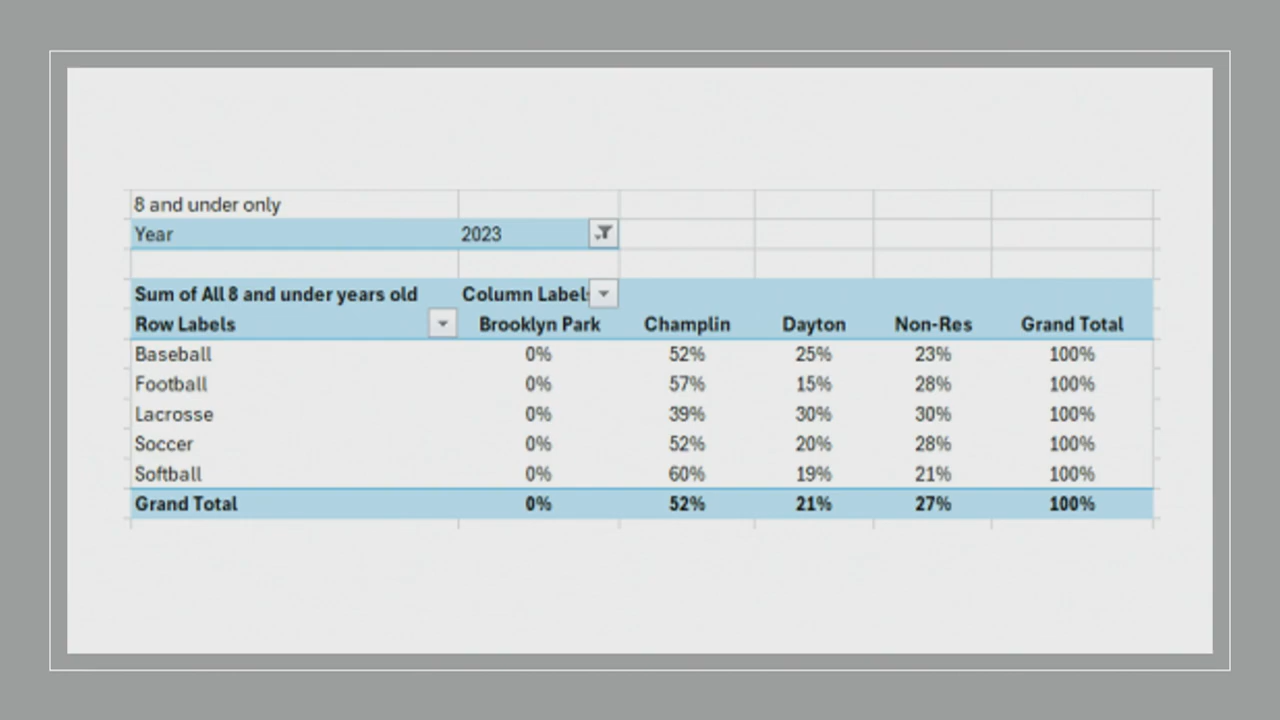 8 and under only
Year 2023
Sum of All 8 and under years old Column Labels
Row Labels Brooklyn Park Champlin Dayton Non-Res Grand Total
Baseball 0% 52% 25% 23% 100%
Football 0% 57% 15% 28% 100%
Lacrosse 0% 39% 30% 30% 100%
Soccer 0% 52% 20% 28% 100%
Softball 0% 60% 19% 21% 100%
Grand Total 0% 52% 21% 27% 100%